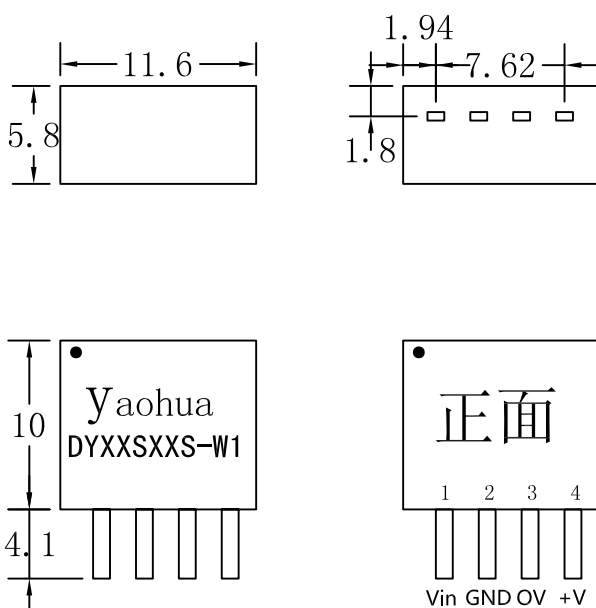 11.6
5.8
1.94
7.62
1.8
10
4.1
yaohua
DYXXSXXS-W1
正面
1 2 3 4
Vin GND OV +V